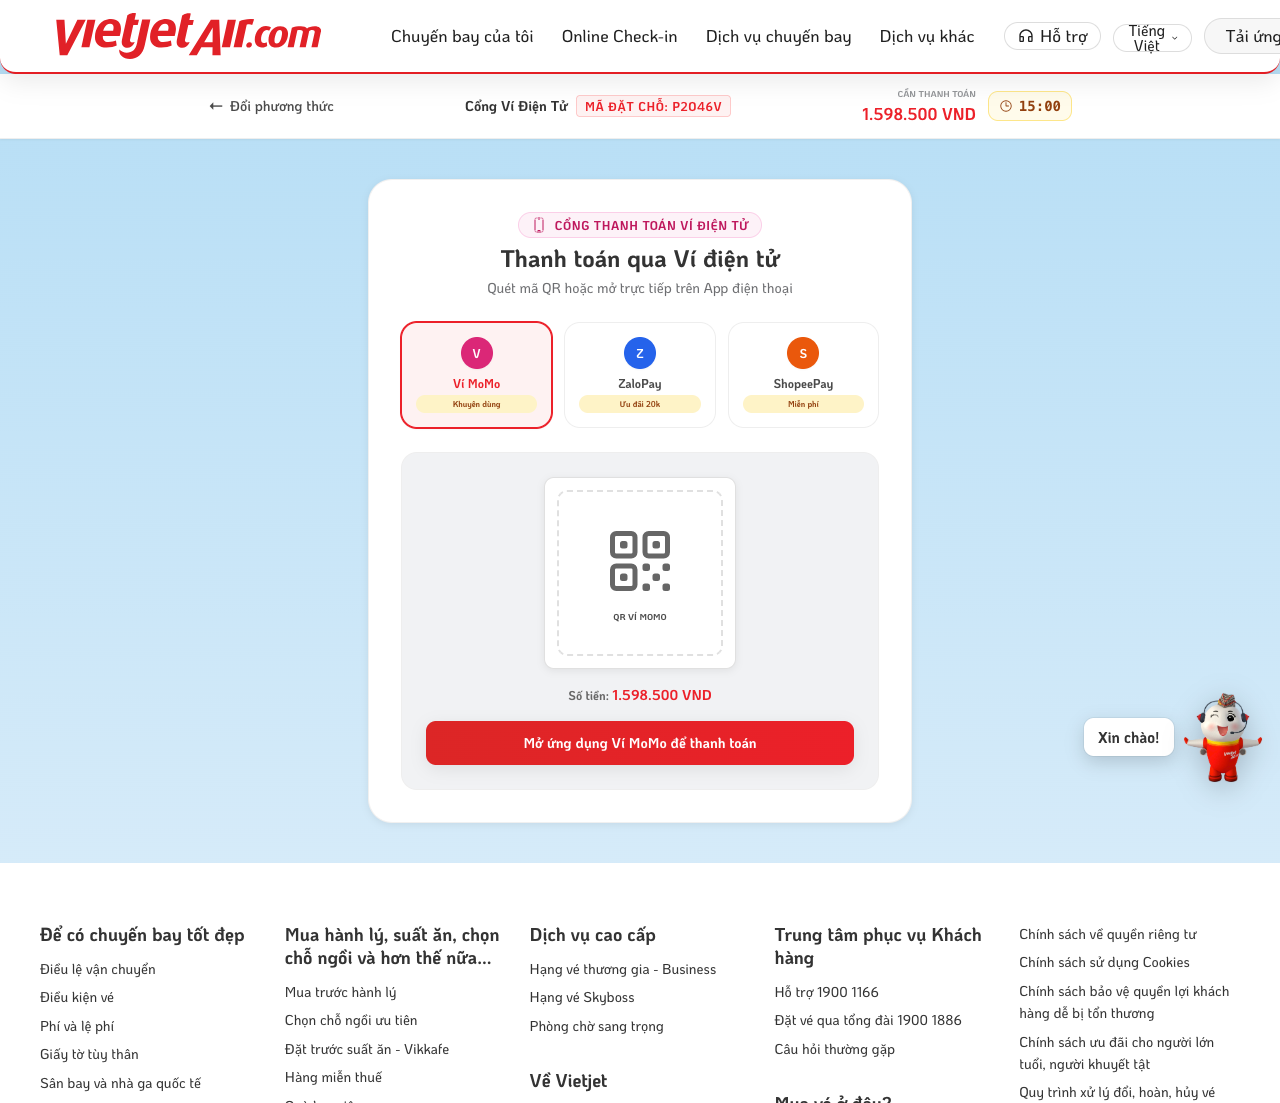 vietjetAir.com
Chuyến bay của tôi
Online Check-in
Dịch vụ chuyến bay
Dịch vụ khác
Hỗ trợ
Tiếng Việt
Tải ứng
Đổi phương thức
Cổng Ví Điện Tử
MÃ ĐẶT CHỖ: P2O46V
CẦN THANH TOÁN
1.598.500 VND
15:00
CỔNG THANH TOÁN VÍ ĐIỆN TỬ
Thanh toán qua Ví điện tử
Quét mã QR hoặc mở trực tiếp trên App điện thoại
V
Ví MoMo
Khuyên dùng
Z
ZaloPay
Ưu đãi 20k
S
ShopeePay
Miễn phí
QR VÍ MOMO
Số tiền: 1.598.500 VND
Mở ứng dụng Ví MoMo để thanh toán
Xin chào!
Để có chuyến bay tốt đẹp
Điều lệ vận chuyển
Điều kiện vé
Phí và lệ phí
Giấy tờ tùy thân
Sân bay và nhà ga quốc tế
Mua hành lý, suất ăn, chọn
chỗ ngồi và hơn thế nữa...
Mua trước hành lý
Chọn chỗ ngồi ưu tiên
Đặt trước suất ăn - Vikkafe
Hàng miễn thuế
Dịch vụ cao cấp
Hạng vé thương gia - Business
Hạng vé Skyboss
Phòng chờ sang trọng
Về Vietjet
Trung tâm phục vụ Khách
hàng
Hỗ trợ 1900 1166
Đặt vé qua tổng đài 1900 1886
Câu hỏi thường gặp
Mua vé ở đâu?
Chính sách về quyền riêng tư
Chính sách sử dụng Cookies
Chính sách bảo vệ quyền lợi khách
hàng dễ bị tổn thương
Chính sách ưu đãi cho người lớn
tuổi, người khuyết tật
Quy trình xử lý đổi, hoàn, hủy vé